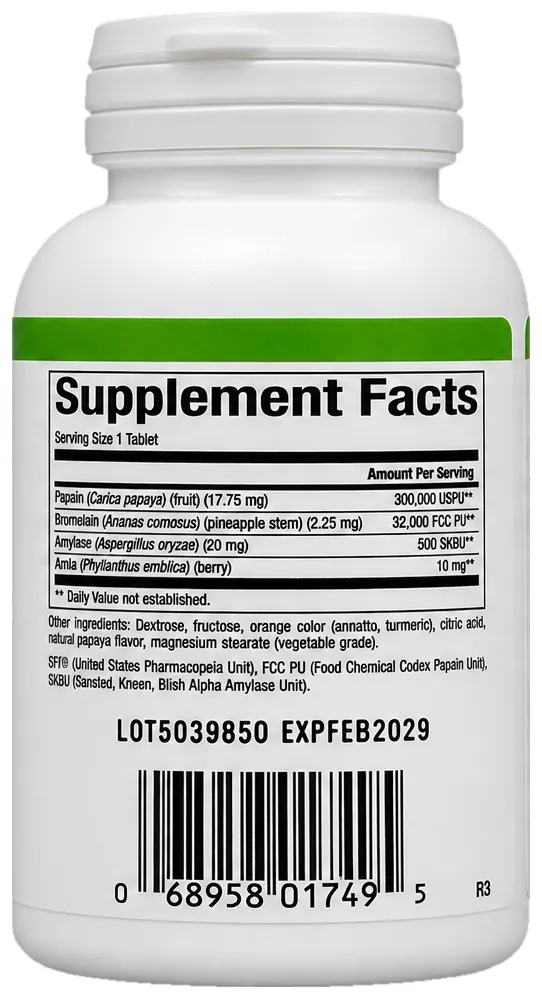 Supplement Facts
Serving Size 1 Tablet
Amount Per Serving
Papain (Carica papaya) (fruit) (17.75 mg) 300,000 USPU**
Bromelain (Ananas comosus) (pineapple stem) (2.25 mg) 32,000 FCC PU**
Amylase (Aspergillus oryzae) (20 mg) 500 SKBU**
Amla (Phyllanthus emblica) (berry) 10 mg**
** Daily Value not established.
Other ingredients: Dextrose, fructose, orange color (annatto, turmeric), citric acid,
natural papaya flavor, magnesium stearate (vegetable grade).
(United States Pharmacopeia Unit), FCC PU (Food Chemical Codex Papain Unit),
SKBU (Sansted, Kneen, Blish Alpha Amylase Unit).
LOT5039850 EXPFEB2029
0 68958 01749 5
R3